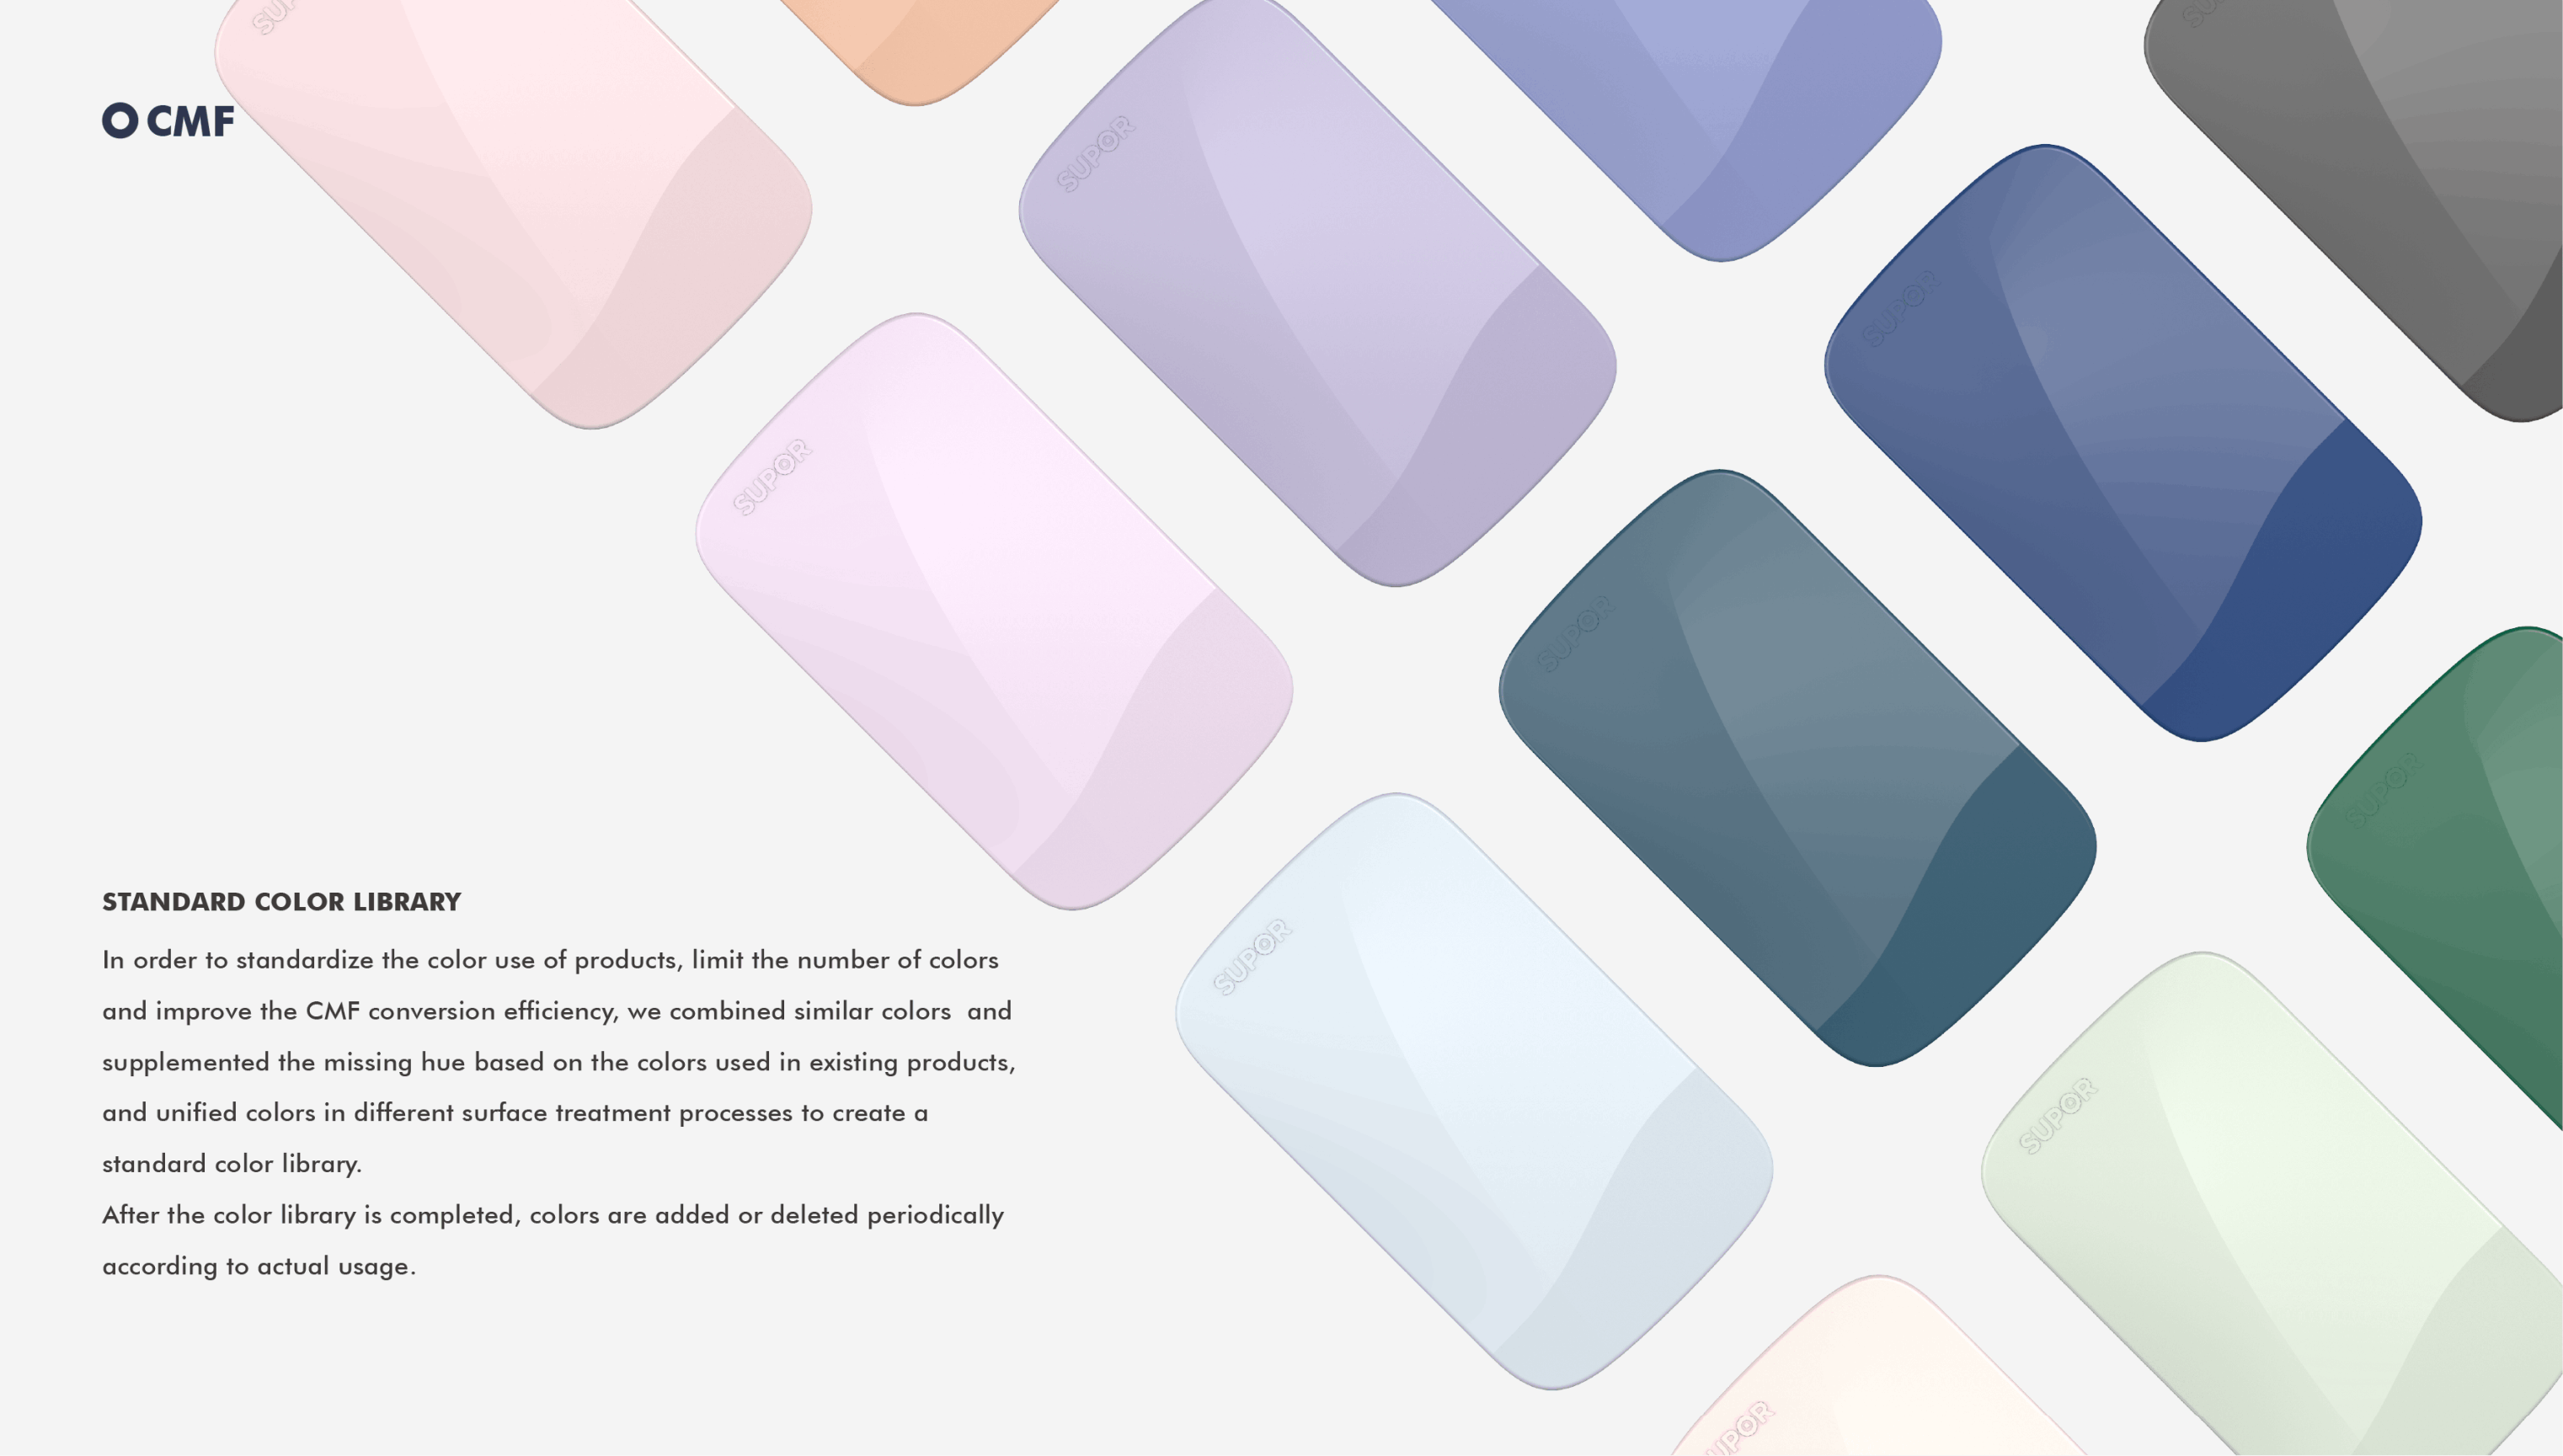 SUP
O CMF
SUPOR
SUPOR
SUPOR
SUPOR
SUPOR
SUPOR
SUPOR
SUPOR
STANDARD COLOR LIBRARY
In order to standardize the color use of products, limit the number of colors
and improve the CMF conversion efficiency, we combined similar colors  and
supplemented the missing hue based on the colors used in existing products,
and unified colors in different surface treatment processes to create a
standard color library.
After the color library is completed, colors are added or deleted periodically
according to actual usage.
UPOR